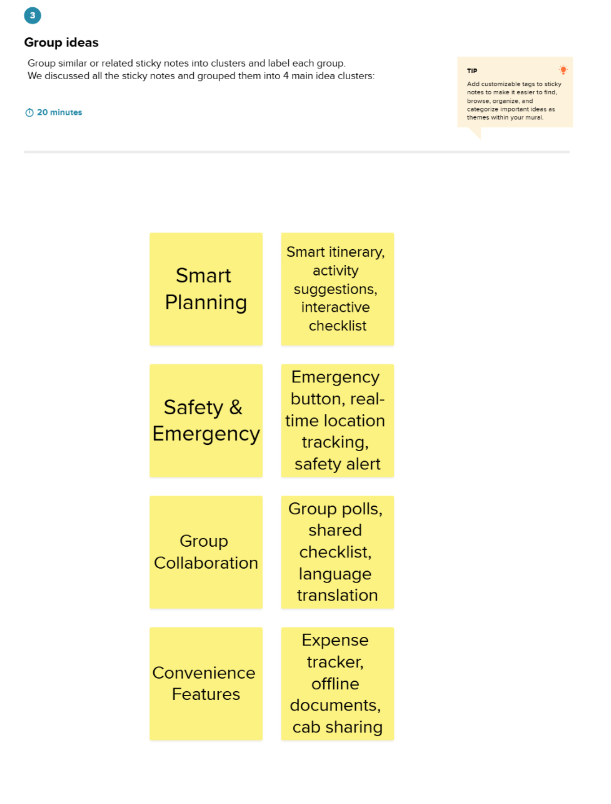 3
Group ideas
Group similar or related sticky notes into clusters and label each group.
We discussed all the sticky notes and grouped them into 4 main idea clusters:
20 minutes
TIP
Add customizable tags to sticky
notes to make it easier to find,
browse, organize, and
categorize important ideas as
themes within your mural.
Smart
Planning
Smart itinerary,
activity
suggestions,
interactive
checklist
Safety &
Emergency
Emergency
button, real-
time location
tracking,
safety alert
Group
Collaboration
Group polls,
shared
checklist,
language
translation
Convenience
Features
Expense
tracker,
offline
documents,
cab sharing